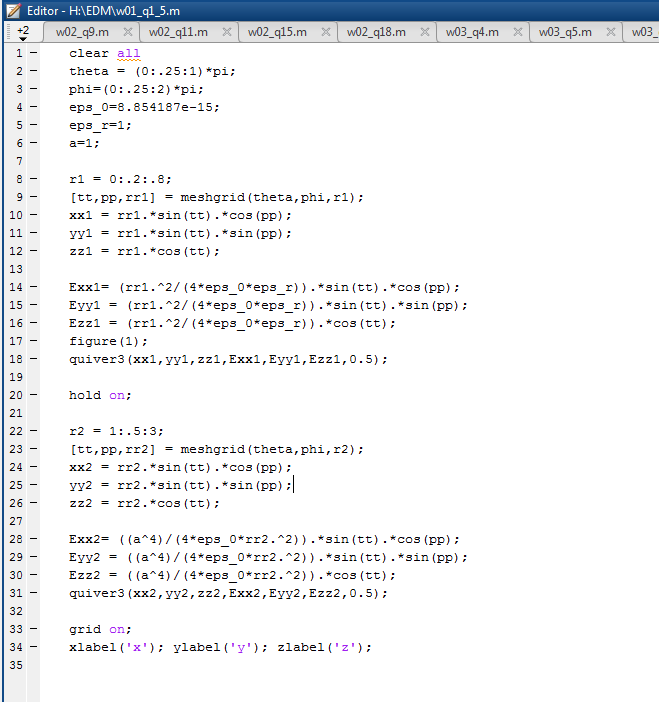 Editor - H:\EDM\w01_q1_5.m
+2 w02_q9.m w02_q11.m w02_q15.m w02_q18.m w03_q4.m w03_q5.m w03_
1 clear all
2 theta = (0:.25:1)*pi;
3 phi=(0:.25:2)*pi;
4 eps_0=8.854187e-15;
5 eps_r=1;
6 a=1;
7
8 r1 = 0:.2:.8;
9 [tt,pp,rr1] = meshgrid(theta,phi,r1);
10 xx1 = rr1.*sin(tt).*cos(pp);
11 yy1 = rr1.*sin(tt).*sin(pp);
12 zz1 = rr1.*cos(tt);
13
14 Exx1= (rr1.^2/(4*eps_0*eps_r)).*sin(tt).*cos(pp);
15 Eyy1 = (rr1.^2/(4*eps_0*eps_r)).*sin(tt).*sin(pp);
16 Ezz1 = (rr1.^2/(4*eps_0*eps_r)).*cos(tt);
17 figure(1);
18 quiver3(xx1,yy1,zz1,Exx1,Eyy1,Ezz1,0.5);
19
20 hold on;
21
22 r2 = 1:.5:3;
23 [tt,pp,rr2] = meshgrid(theta,phi,r2);
24 xx2 = rr2.*sin(tt).*cos(pp);
25 yy2 = rr2.*sin(tt).*sin(pp);
26 zz2 = rr2.*cos(tt);
27
28 Exx2= ((a^4)/(4*eps_0*rr2.^2)).*sin(tt).*cos(pp);
29 Eyy2 = ((a^4)/(4*eps_0*rr2.^2)).*sin(tt).*sin(pp);
30 Ezz2 = ((a^4)/(4*eps_0*rr2.^2)).*cos(tt);
31 quiver3(xx2,yy2,zz2,Exx2,Eyy2,Ezz2,0.5);
32
33 grid on;
34 xlabel('x'); ylabel('y'); zlabel('z');
35